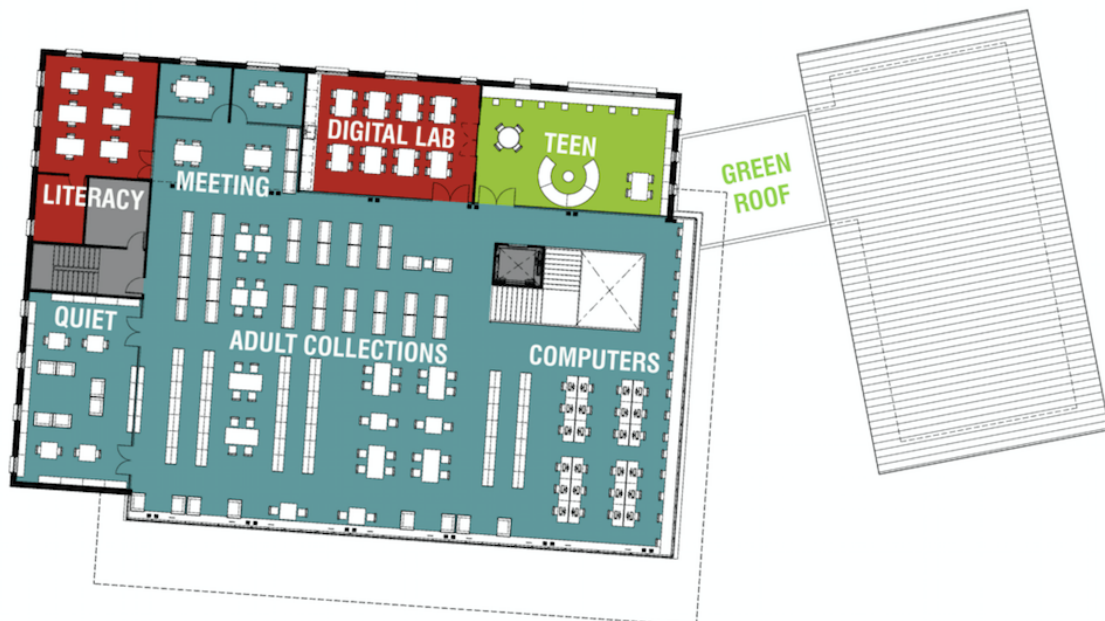 DIGITAL LAB
TEEN
GREEN
ROOF
LITERACY
MEETING
QUIET
ADULT COLLECTIONS
COMPUTERS